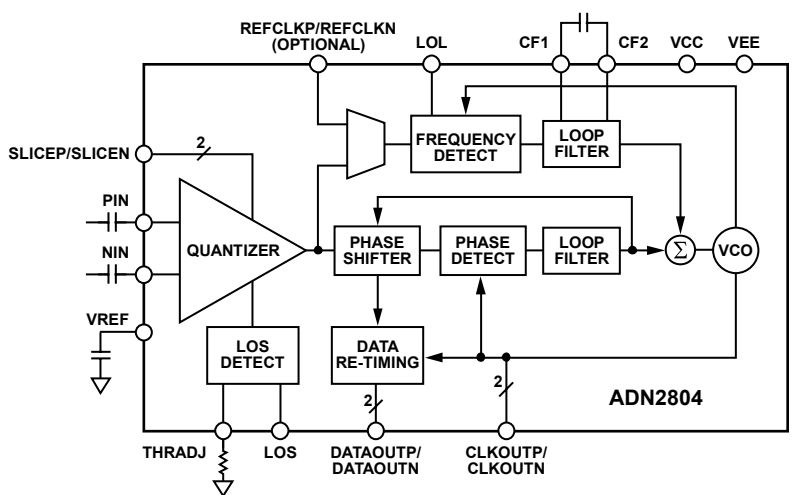 REFCLKP/REFCLKN
(OPTIONAL)
LOL
CF1
CF2
VCC
VEE
SLICEP/SLICEN
2
FREQUENCY
DETECT
LOOP
FILTER
PIN
NIN
QUANTIZER
PHASE
SHIFTER
PHASE
DETECT
LOOP
FILTER
Σ
VCO
VREF
LOS
DETECT
DATA
RE-TIMING
2
2
ADN2804
THRADJ
LOS
DATAOUTP/
DATAOUTN
CLKOUTP/
CLKOUTN